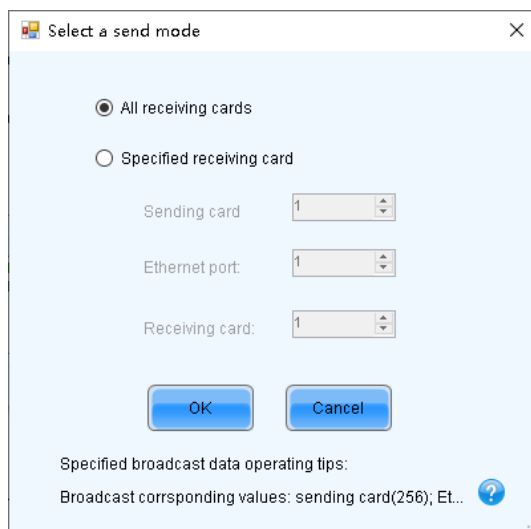 Select a send mode
All receiving cards
Specified receiving card
Sending card 1
Ethernet port: 1
Receiving card: 1
OK Cancel
Specified broadcast data operating tips:
Broadcast corrsponding values: sending card(256); Et...
?